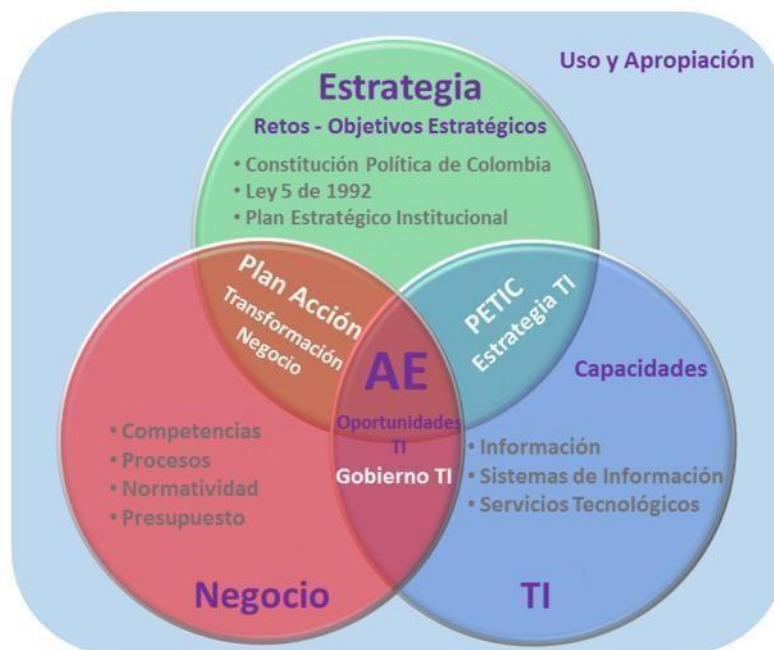 Uso y Apropiación
Estrategia
Retos - Objetivos Estratégicos
• Constitución Política de Colombia
• Ley 5 de 1992
• Plan Estratégico Institucional
Plan Acción
Transformación
Negocio
PETIC
Estrategia TI
AE
Oportunidades
TI
Gobierno TI
Capacidades
• Competencias
• Procesos
• Normatividad
• Presupuesto
• Información
• Sistemas de Información
• Servicios Tecnológicos
Negocio
TI